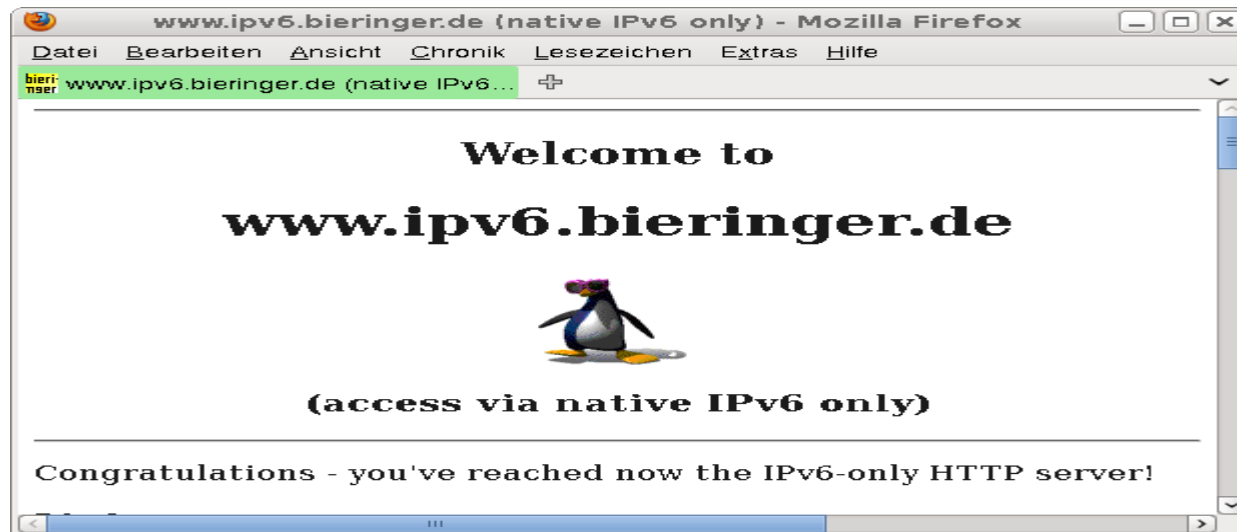 www.ipv6.bieringer.de (native IPv6 only) - Mozilla Firefox
Datei Bearbeiten Ansicht Chronik Lesezeichen Extras Hilfe
bieri-
nger
www.ipv6.bieringer.de (native IPv6...
Welcome to
www.ipv6.bieringer.de
(access via native IPv6 only)
Congratulations - you've reached now the IPv6-only HTTP server!